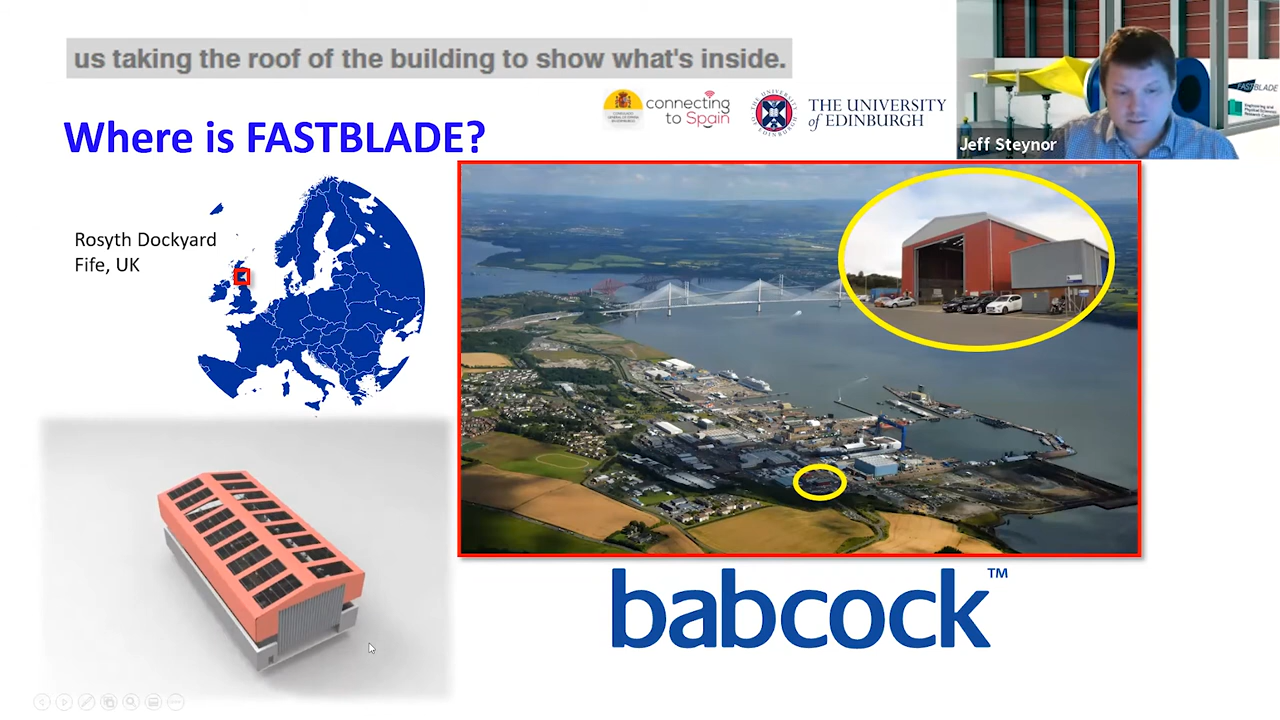 us taking the roof of the building to show what's inside.
connecting
to Spain
THE UNIVERSITY
of EDINBURGH
FASTBLADE
Jeff Steynor
Where is FASTBLADE?
Rosyth Dockyard
Fife, UK
babcock™